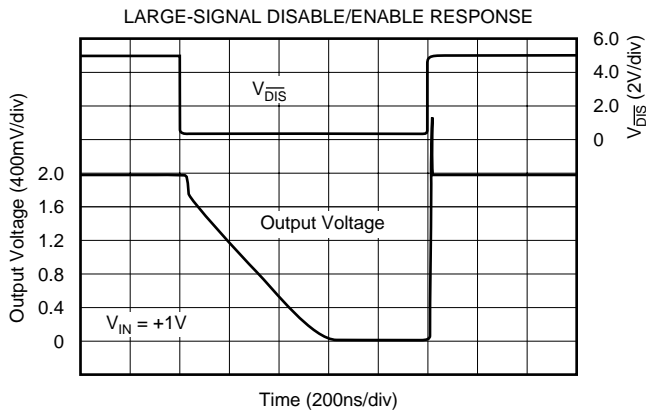 LARGE-SIGNAL DISABLE/ENABLE RESPONSE
6.0
4.0
2.0
0
V_DIS (2V/div)
V_DIS
2.0
1.6
1.2
0.8
0.4
0
Output Voltage (400mV/div)
Output Voltage
V_IN = +1V
Time (200ns/div)